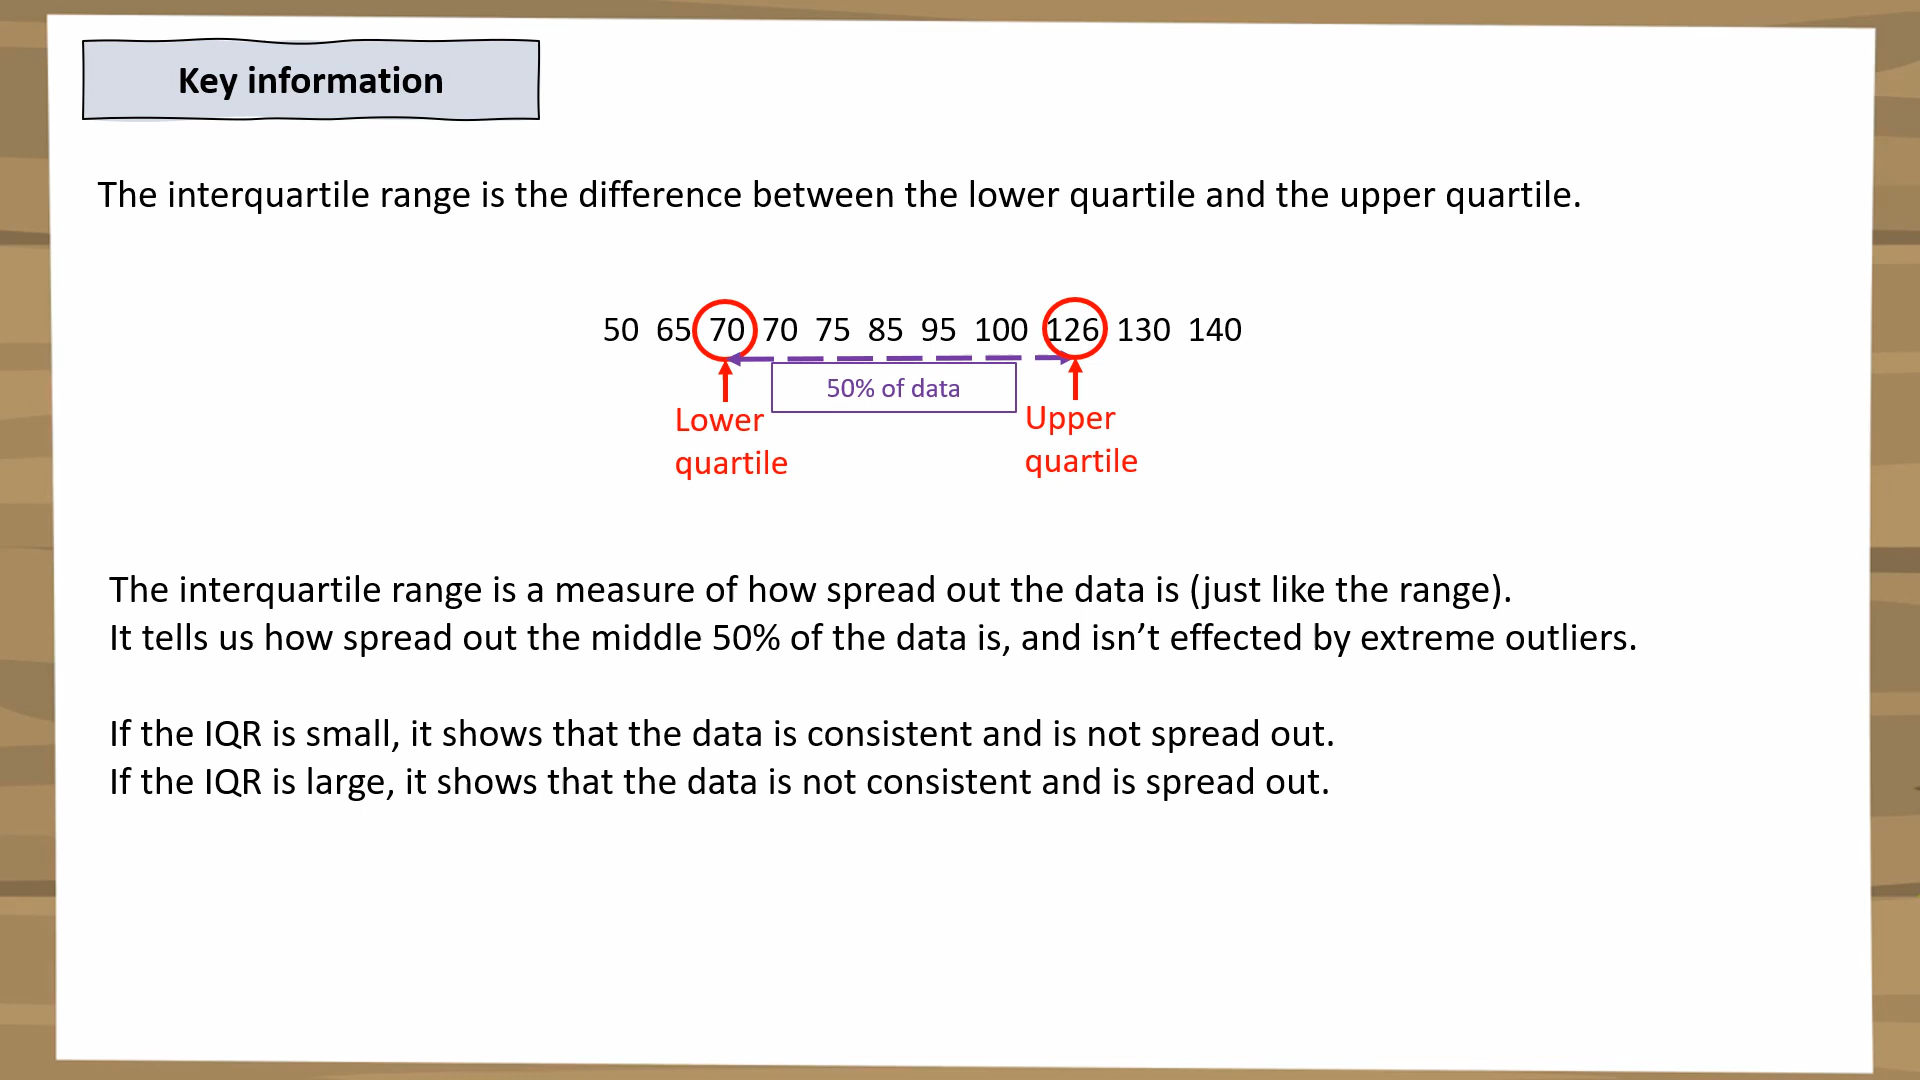 Key information
The interquartile range is the difference between the lower quartile and the upper quartile.
50 65 70 70 75 85 95 100 126 130 140
50% of data
Lower
quartile
Upper
quartile
The interquartile range is a measure of how spread out the data is (just like the range).
It tells us how spread out the middle 50% of the data is, and isn’t effected by extreme outliers.
If the IQR is small, it shows that the data is consistent and is not spread out.
If the IQR is large, it shows that the data is not consistent and is spread out.